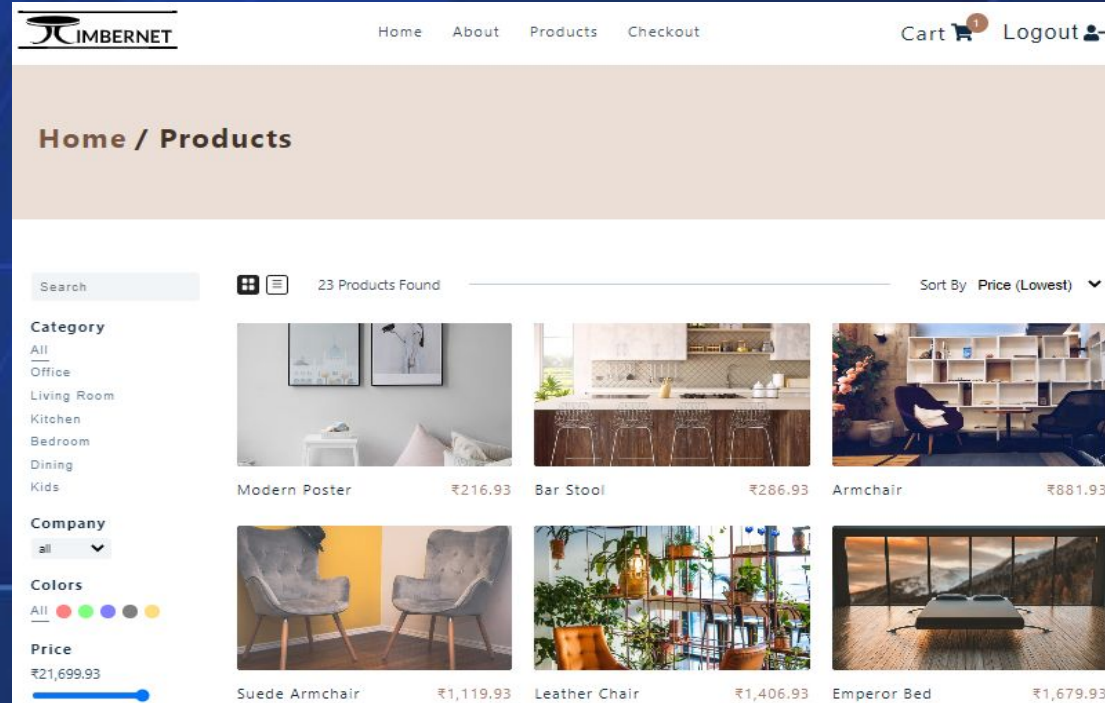 TIMBERNET
Home About Products Checkout
Cart 1 Logout
Home / Products
Search
23 Products Found
Sort By Price (Lowest)
Category
All
Office
Living Room
Kitchen
Bedroom
Dining
Kids
Company
all
Colors
All
Price
₹21,699.93
Modern Poster ₹216.93
Bar Stool ₹286.93
Armchair ₹881.93
Suede Armchair ₹1,119.93
Leather Chair ₹1,406.93
Emperor Bed ₹1,679.93